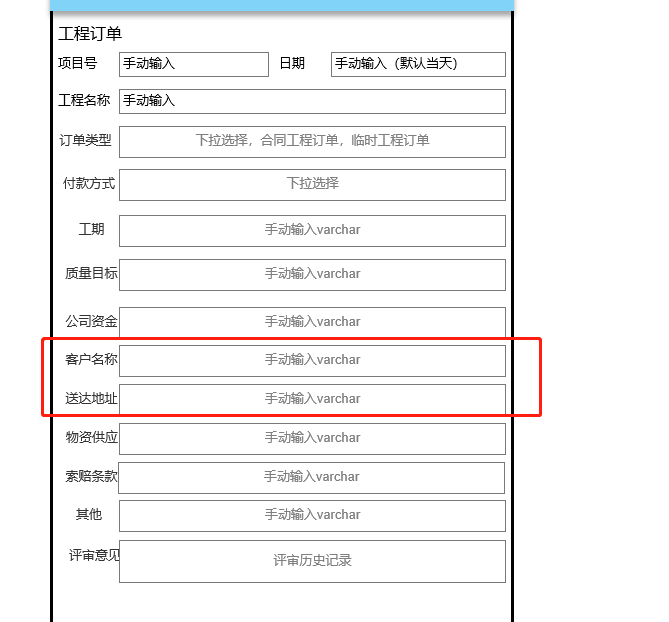 工程订单
项目号 手动输入 日期 手动输入（默认当天）
工程名称 手动输入
订单类型 下拉选择，合同工程订单，临时工程订单
付款方式 下拉选择
工期 手动输入varchar
质量目标 手动输入varchar
公司资金 手动输入varchar
客户名称 手动输入varchar
送达地址 手动输入varchar
物资供应 手动输入varchar
索赔条款 手动输入varchar
其他 手动输入varchar
评审意见 评审历史记录